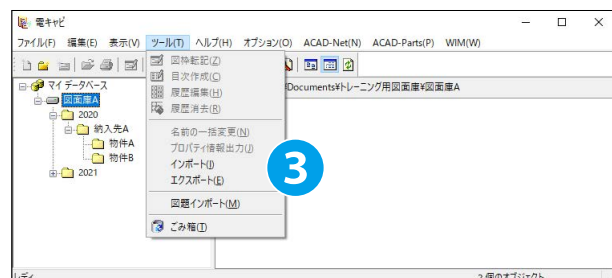 電キャビ
ファイル(F) 編集(E) 表示(V) ツール(T) ヘルプ(H) オプション(O) ACAD-Net(N) ACAD-Parts(P) WIM(W)
図枠転記(Z)
目次作成(C)
履歴編集(H)
履歴消去(R)
名前の一括変更(N)
プロパティ情報出力(J)
インポート(I)
エクスポート(E)
図題インポート(M)
ごみ箱(T)
3
Documents¥トレーニング用図面庫¥図面庫A
マイ データベース
図面庫A
2020
納入先A
物件A
物件B
2021
レディ
2 個のオブジェクト